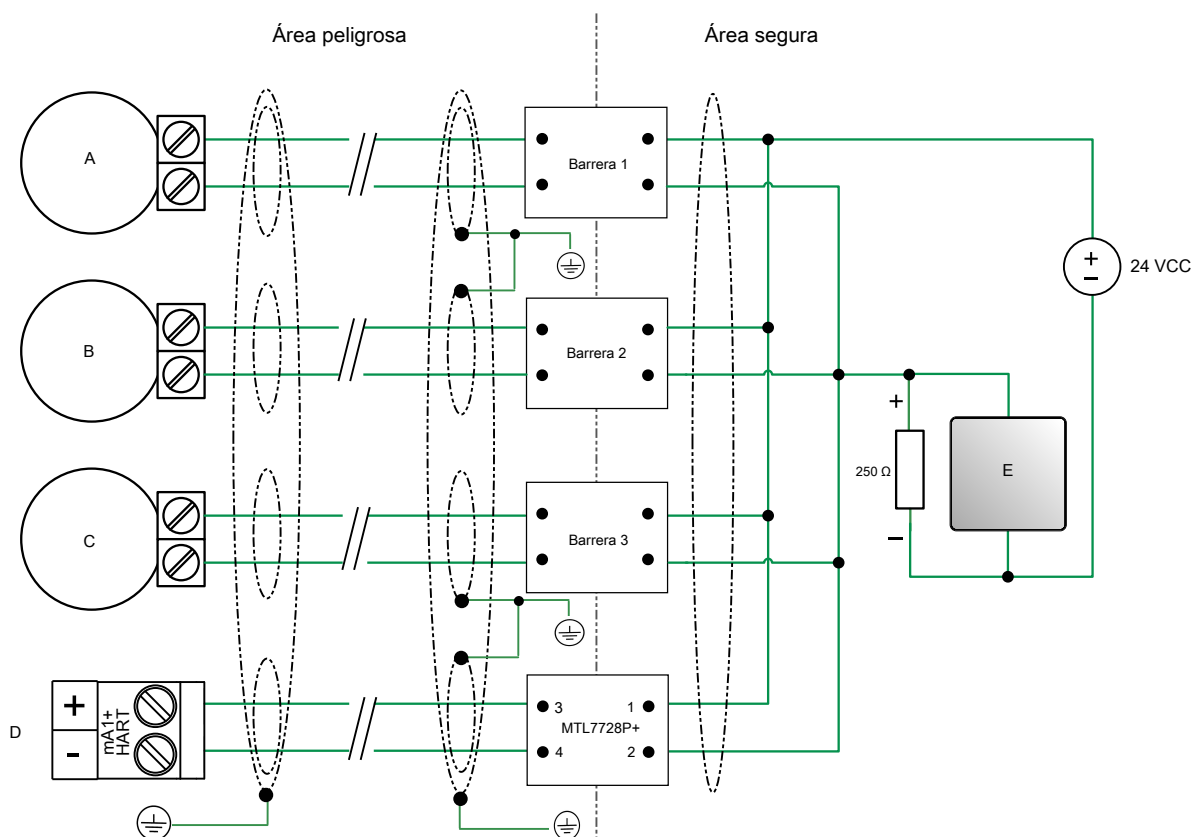 Área peligrosa
Área segura
A
Barrera 1
+
−
24 VCC
B
Barrera 2
+
250 Ω
−
E
C
Barrera 3
D
+
-
mA1+
HART
3
4
MTL7728P+
1
2